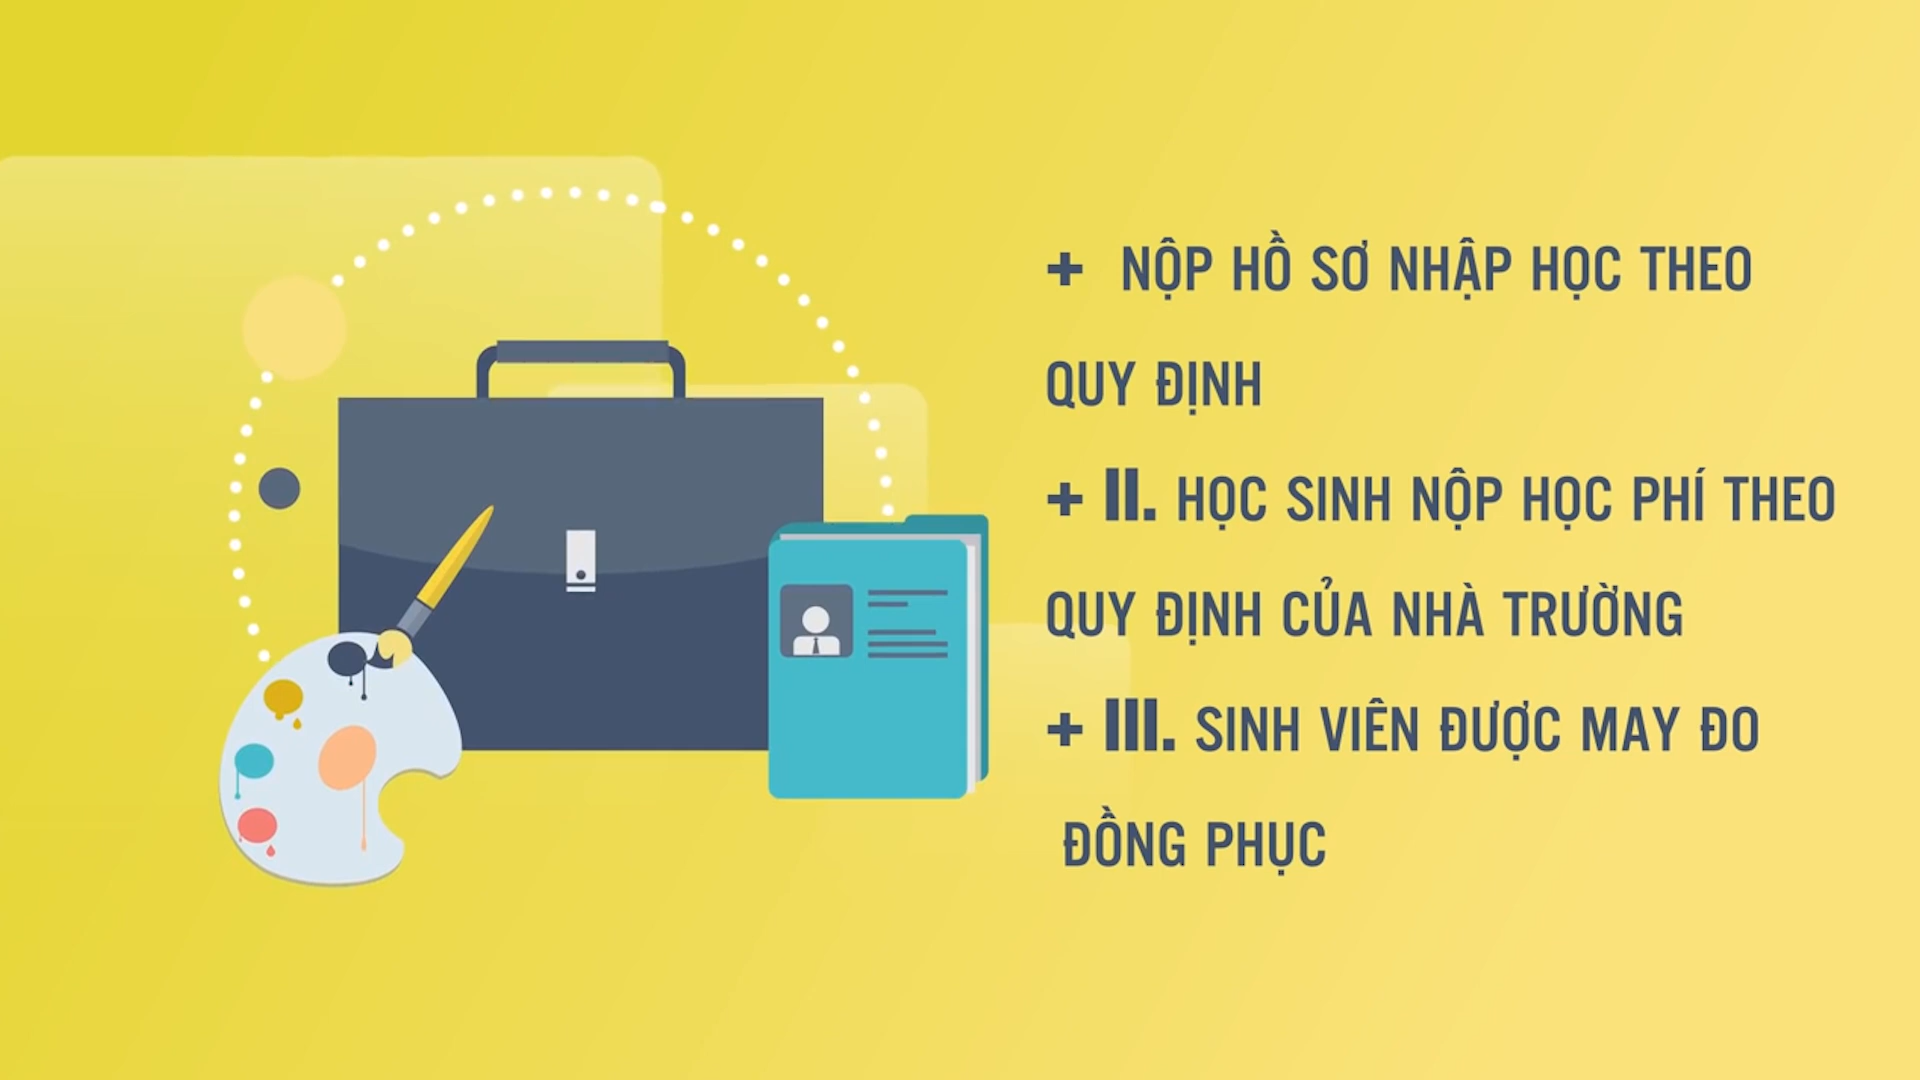 + NỘP HỒ SƠ NHẬP HỌC THEO
QUY ĐỊNH
+ II. HỌC SINH NỘP HỌC PHÍ THEO
QUY ĐỊNH CỦA NHÀ TRƯỜNG
+ III. SINH VIÊN ĐƯỢC MAY ĐO
ĐỒNG PHỤC